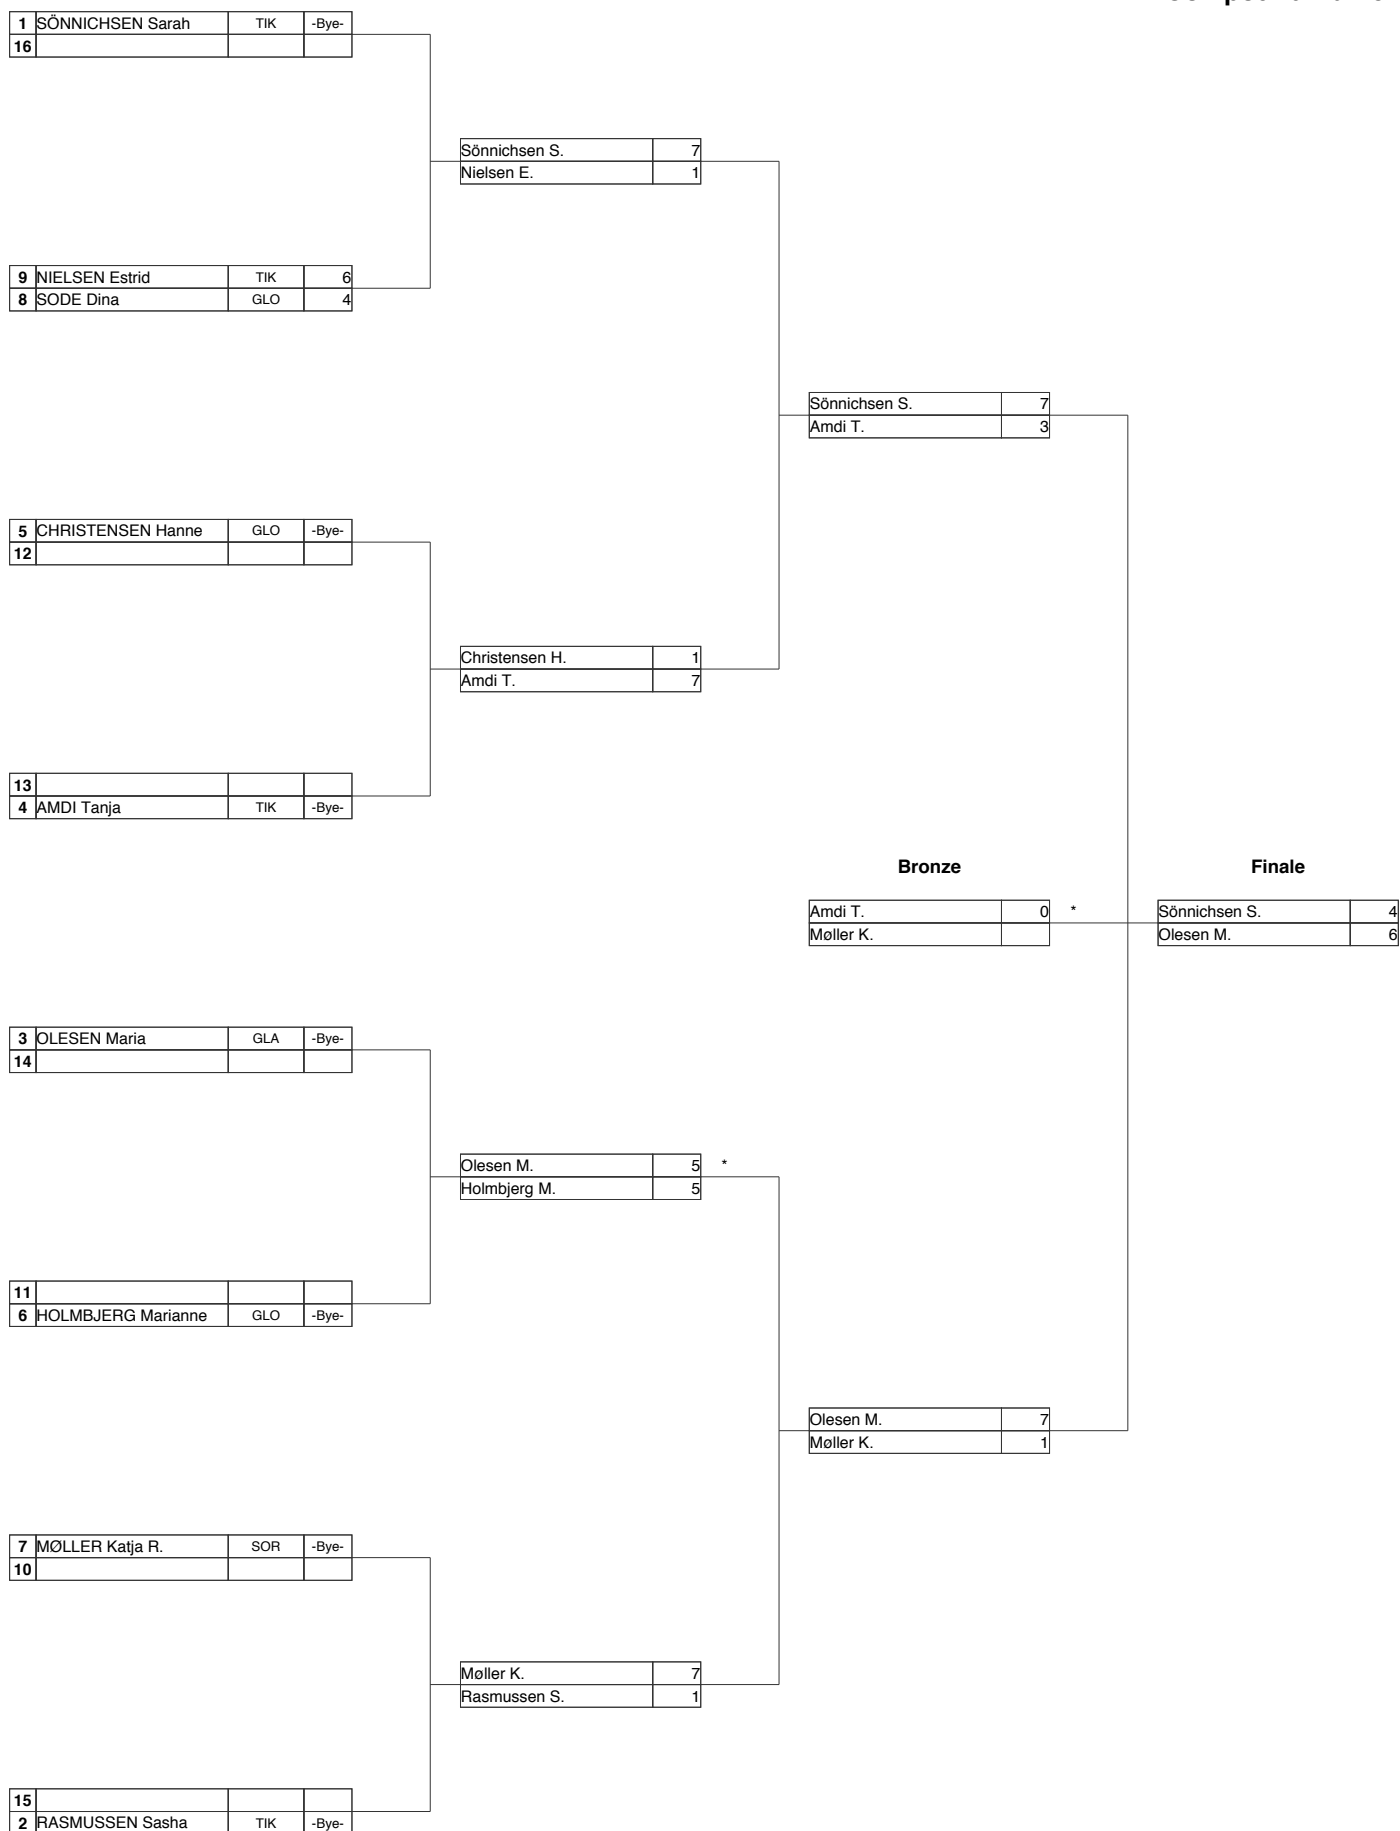 1 SÖNNICHSEN Sarah TIK -Bye-
16
Sönnichsen S. 7
Nielsen E. 1
9 NIELSEN Estrid TIK 6
8 SODE Dina GLO 4
Sönnichsen S. 7
Amdi T. 3
5 CHRISTENSEN Hanne GLO -Bye-
12
Christensen H. 1
Amdi T. 7
13
4 AMDI Tanja TIK -Bye-
Bronze Finale
Amdi T. 0 * Sönnichsen S. 4
Møller K. Olesen M. 6
3 OLESEN Maria GLA -Bye-
14
Olesen M. 5 *
Holmbjerg M. 5
11
6 HOLMBJERG Marianne GLO -Bye-
Olesen M. 7
Møller K. 1
7 MØLLER Katja R. SOR -Bye-
10
Møller K. 7
Rasmussen S. 1
15
2 RASMUSSEN Sasha TIK -Bye-